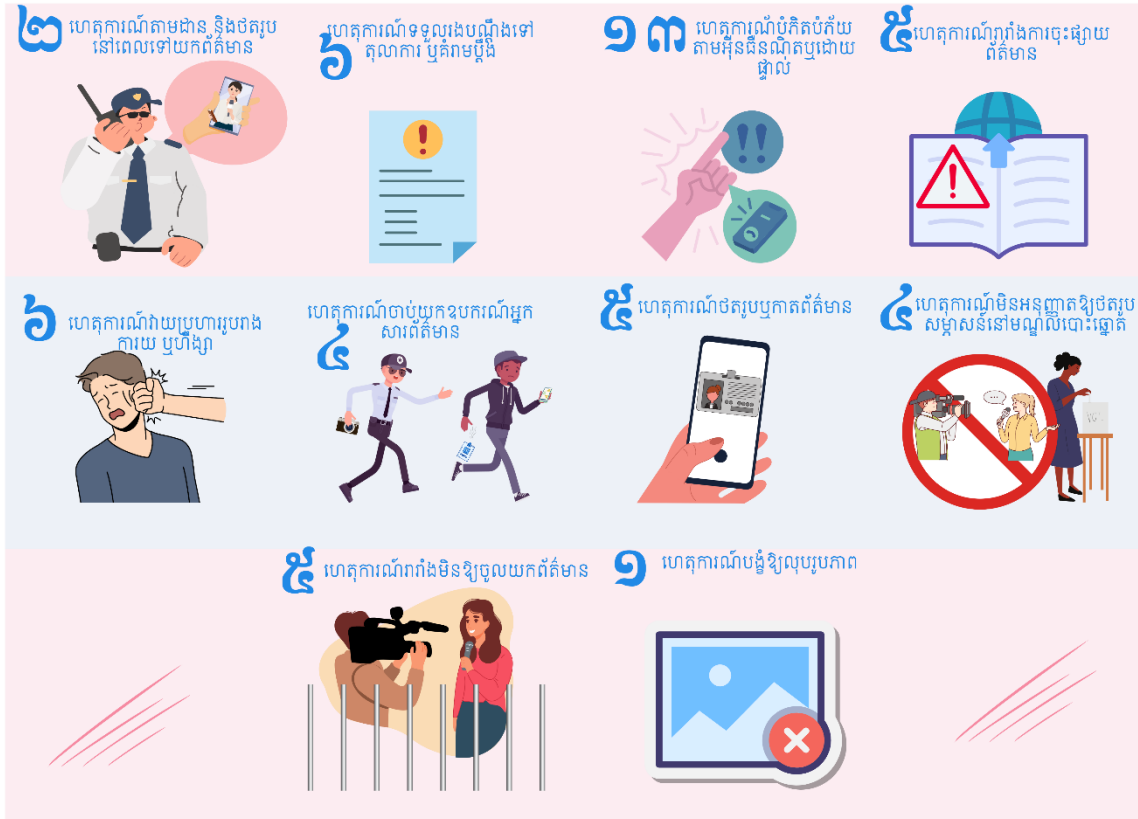 ២ ហេតុការណ៍តាមដាន និងថតរូប
នៅពេលទៅយកព័ត៌មាន
៦ ហេតុការណ៍ទទួលរងបណ្តឹងទៅ
តុលាការ ឬគំរាមប្តឹង
១៣ ហេតុការណ៍បំភិតបំភ័យ
តាមអ៊ីនធឺនណិតឬដោយ
ផ្ទាល់
៥ ហេតុការណ៍រារាំងការចុះផ្សាយ
ព័ត៌មាន
៦ ហេតុការណ៍វាយប្រហាររូបរាង
កាយ ឬហិង្សា
ហេតុការណ៍ចាប់យកឧបករណ៍អ្នក
សារព័ត៌មាន
៤
៥ ហេតុការណ៍ថតរូបឬកាតព័ត៌មាន
៤ ហេតុការណ៍មិនអនុញ្ញាតឱ្យថតរូប
សម្ភាសន៍នៅមណ្ឌលបោះឆ្នោត
៥ ហេតុការណ៍រារាំងមិនឱ្យចូលយកព័ត៌មាន
១ ហេតុការណ៍បង្ខំឱ្យលុបរូបភាព